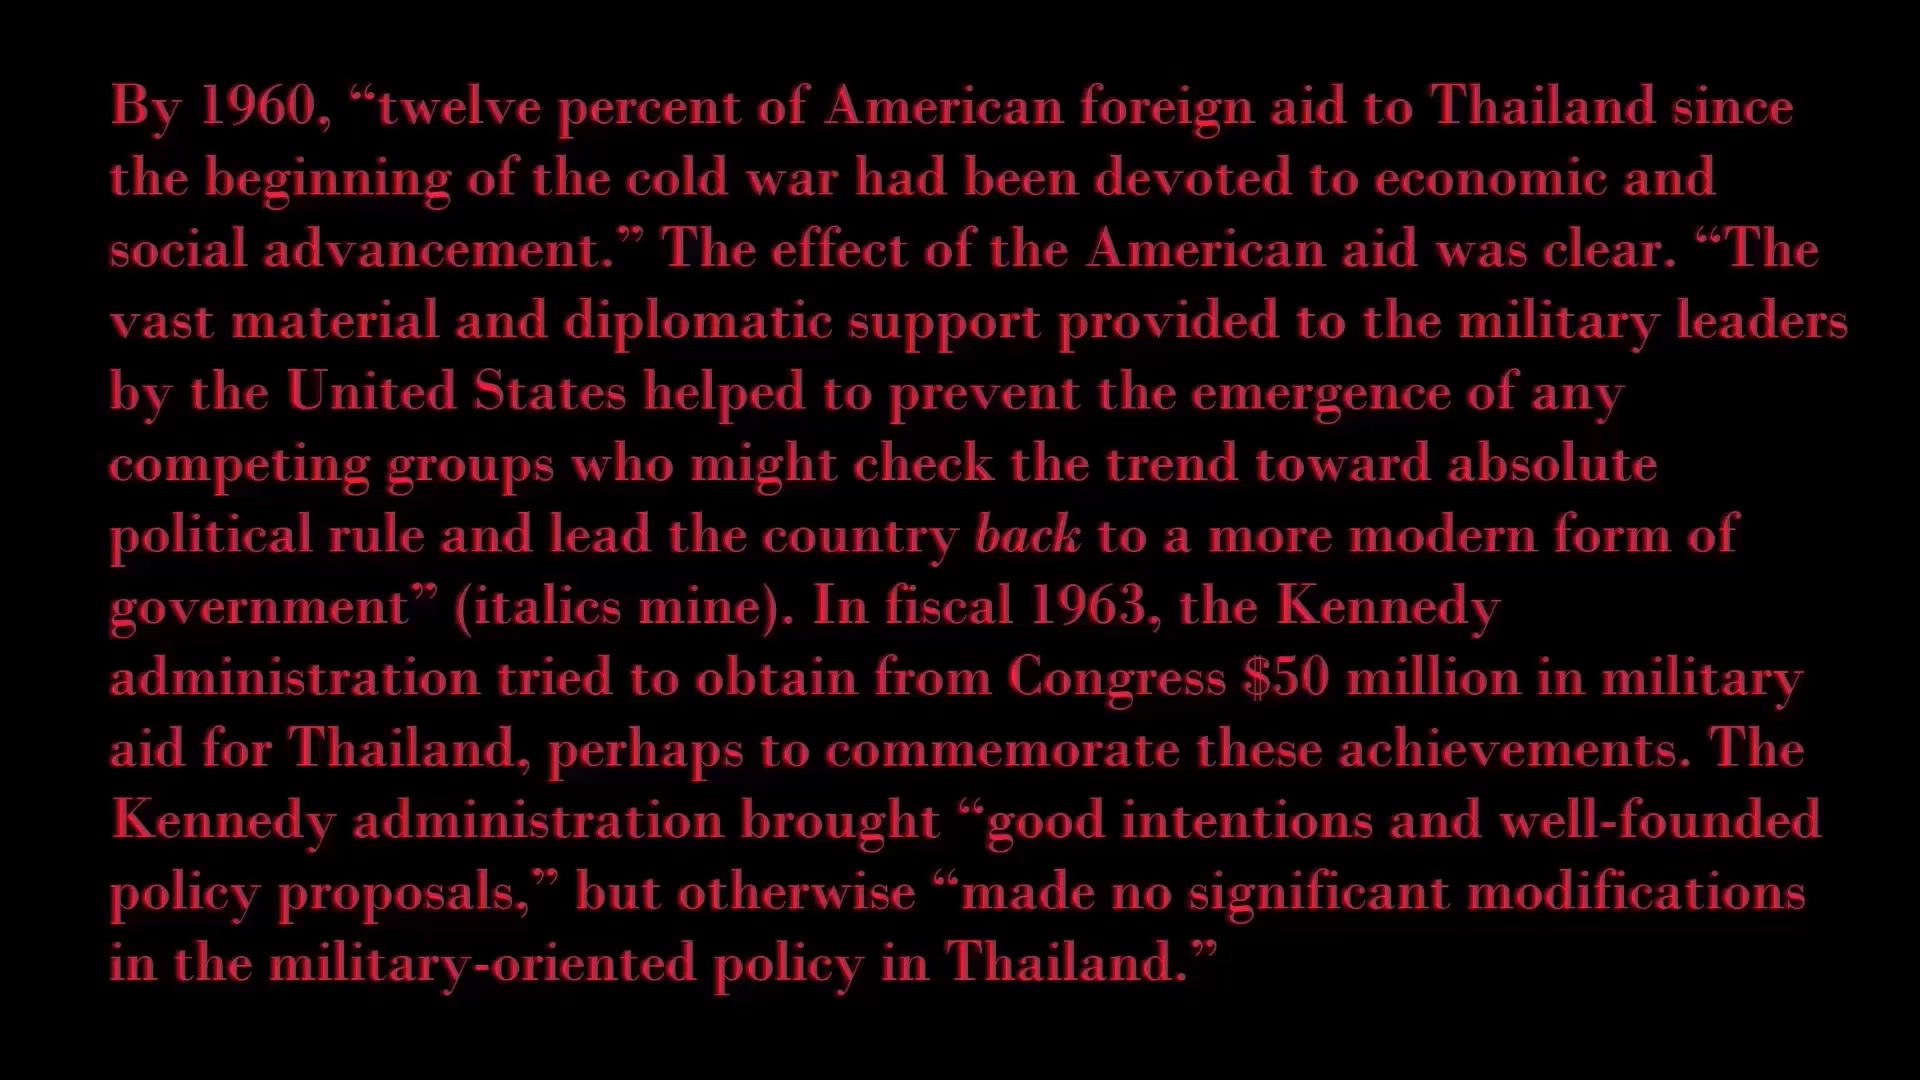 By 1960, “twelve percent of American foreign aid to Thailand since
the beginning of the cold war had been devoted to economic and
social advancement.” The effect of the American aid was clear. “The
vast material and diplomatic support provided to the military leaders
by the United States helped to prevent the emergence of any
competing groups who might check the trend toward absolute
political rule and lead the country back to a more modern form of
government” (italics mine). In fiscal 1963, the Kennedy
administration tried to obtain from Congress $50 million in military
aid for Thailand, perhaps to commemorate these achievements. The
Kennedy administration brought “good intentions and well-founded
policy proposals,” but otherwise “made no significant modifications
in the military-oriented policy in Thailand.”